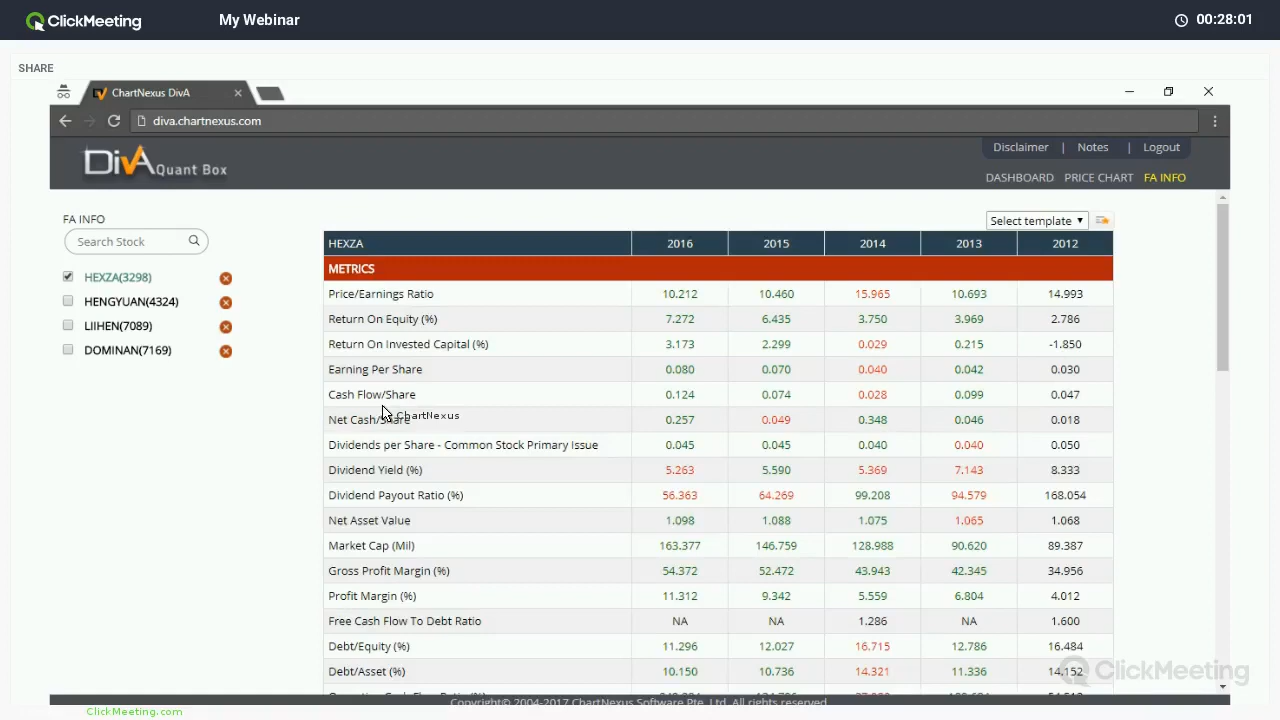 ClickMeeting My Webinar 00:28:01
SHARE
ChartNexus DivA
diva.chartnexus.com
DivA Quant Box
Disclaimer | Notes | Logout
DASHBOARD PRICE CHART FA INFO
FA INFO
Search Stock
HEXZA(3298)
HENGYUAN(4324)
LIIHEN(7089)
DOMINAN(7169)
Select template
HEXZA 2016 2015 2014 2013 2012
METRICS
Price/Earnings Ratio 10.212 10.460 15.965 10.693 14.993
Return On Equity (%) 7.272 6.435 3.750 3.969 2.786
Return On Invested Capital (%) 3.173 2.299 0.029 0.215 -1.850
Earning Per Share 0.080 0.070 0.040 0.042 0.030
Cash Flow/Share 0.124 0.074 0.028 0.099 0.047
ChartNexus
Net Cash/Share 0.257 0.049 0.348 0.046 0.018
Dividends per Share - Common Stock Primary Issue 0.045 0.045 0.040 0.040 0.050
Dividend Yield (%) 5.263 5.590 5.369 7.143 8.333
Dividend Payout Ratio (%) 56.363 64.269 99.208 94.579 168.054
Net Asset Value 1.098 1.088 1.075 1.065 1.068
Market Cap (Mil) 163.377 146.759 128.988 90.620 89.387
Gross Profit Margin (%) 54.372 52.472 43.943 42.345 34.956
Profit Margin (%) 11.312 9.342 5.559 6.804 4.012
Free Cash Flow To Debt Ratio NA NA 1.286 NA 1.600
Debt/Equity (%) 11.296 12.027 16.715 12.786 16.484
Debt/Asset (%) 10.150 10.736 14.321 11.336 14.152
ClickMeeting
Copyright© 2004-2017 ChartNexus Software Pte. Ltd. All rights reserved.
ClickMeeting.com